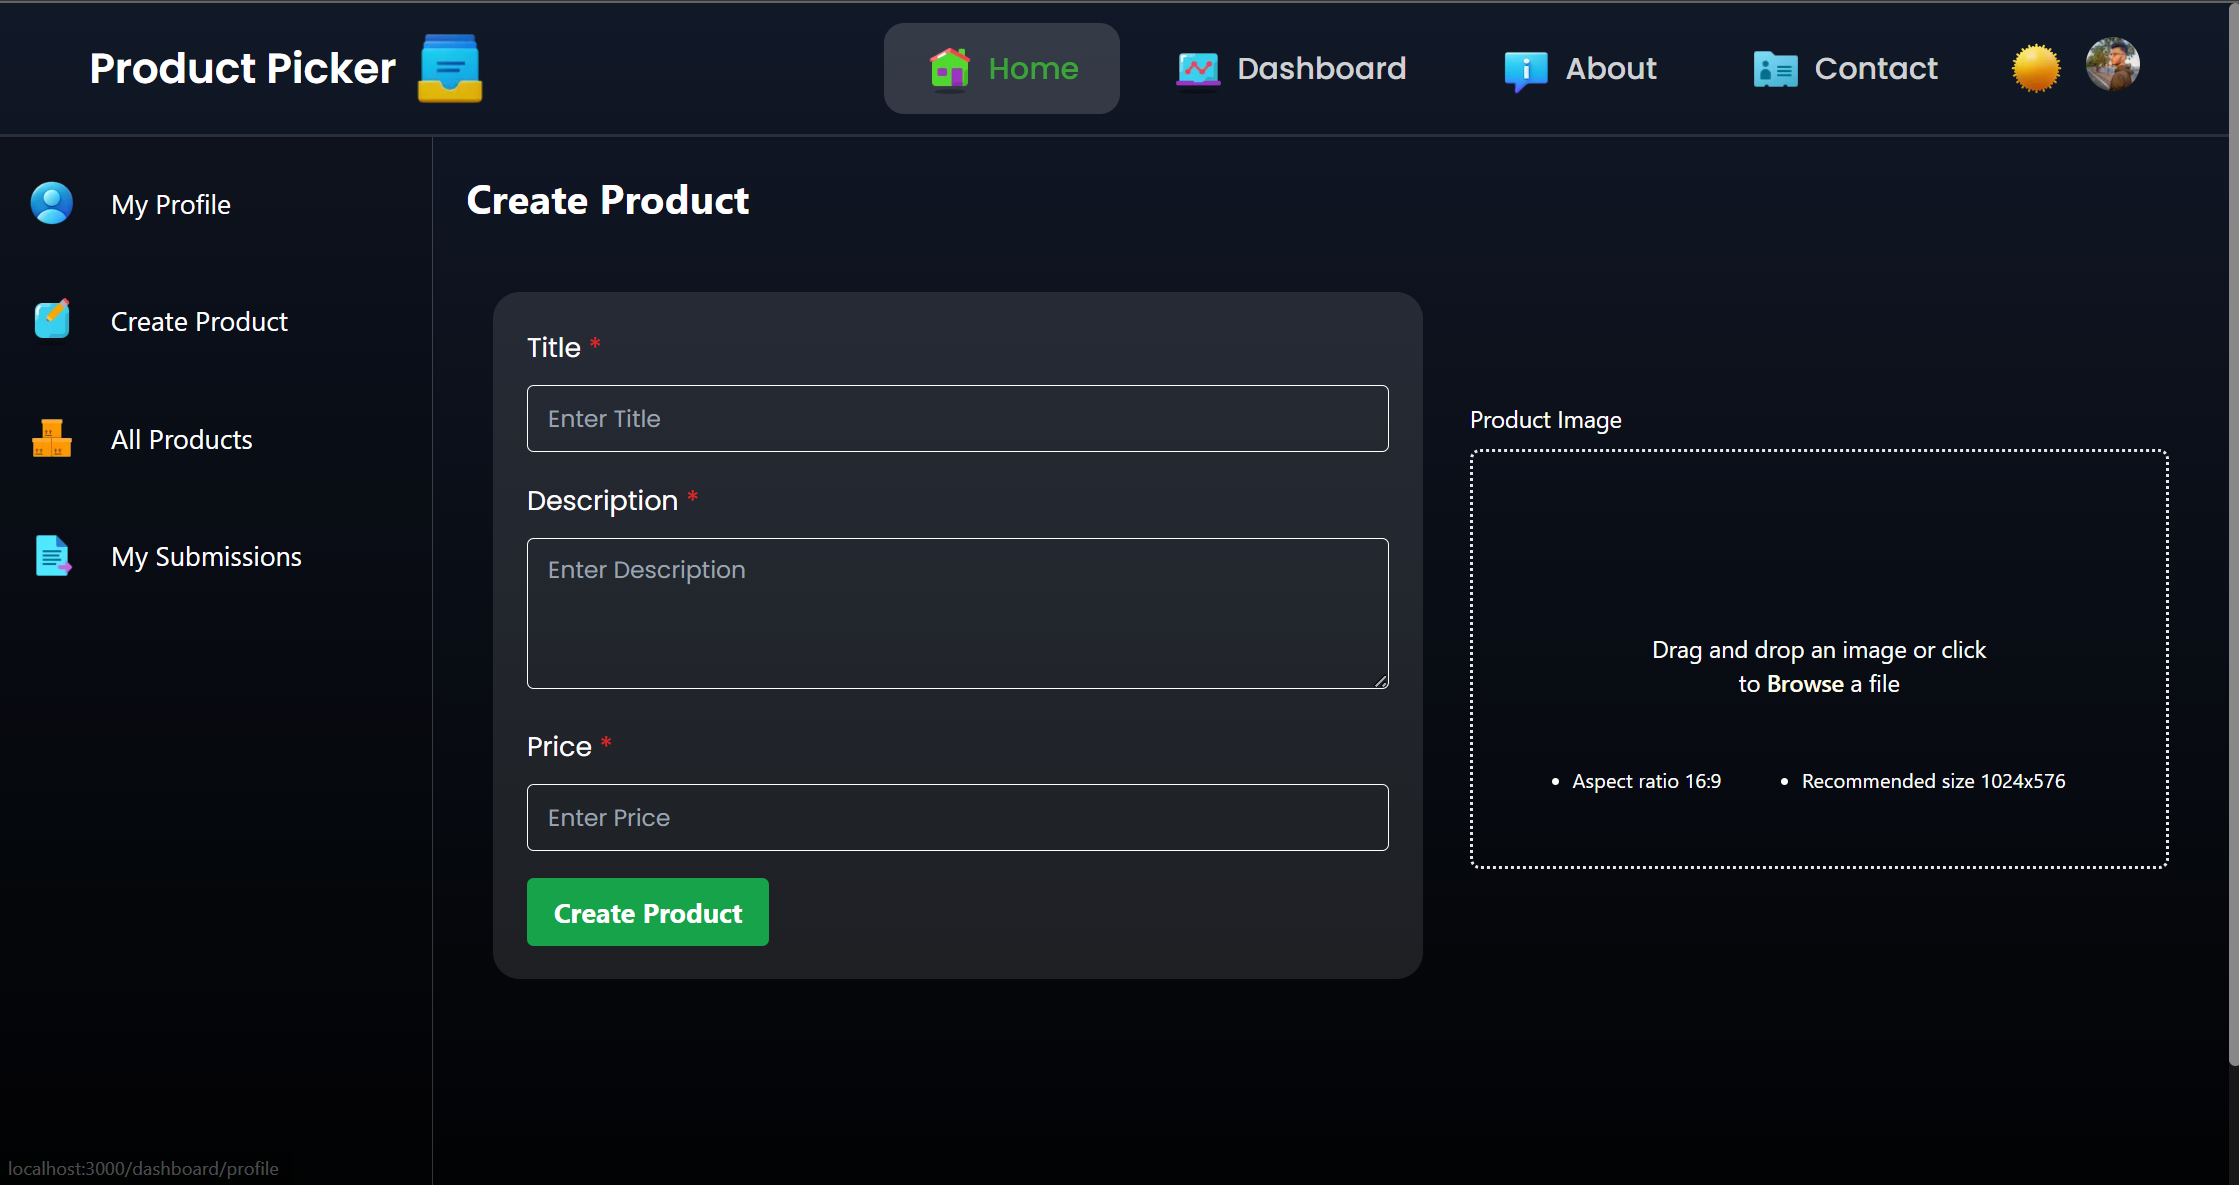 Product Picker
Home
Dashboard
About
Contact
My Profile
Create Product
All Products
My Submissions
Create Product
Title *
Enter Title
Description *
Enter Description
Price *
Enter Price
Create Product
Product Image
Drag and drop an image or click
to Browse a file
• Aspect ratio 16:9
• Recommended size 1024x576
localhost:3000/dashboard/profile